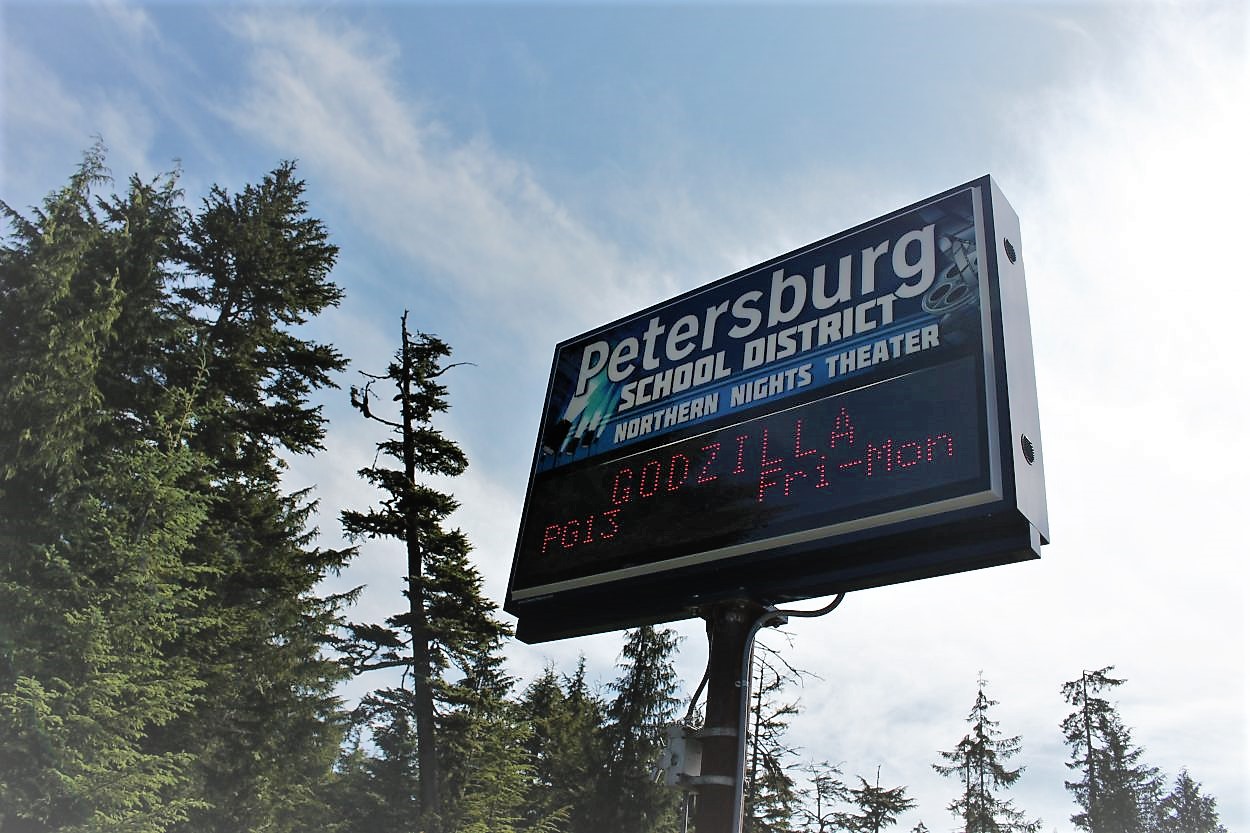 Petersburg
SCHOOL DISTRICT
NORTHERN NIGHTS THEATER
GODZILLA
PG13 Fri-Mon